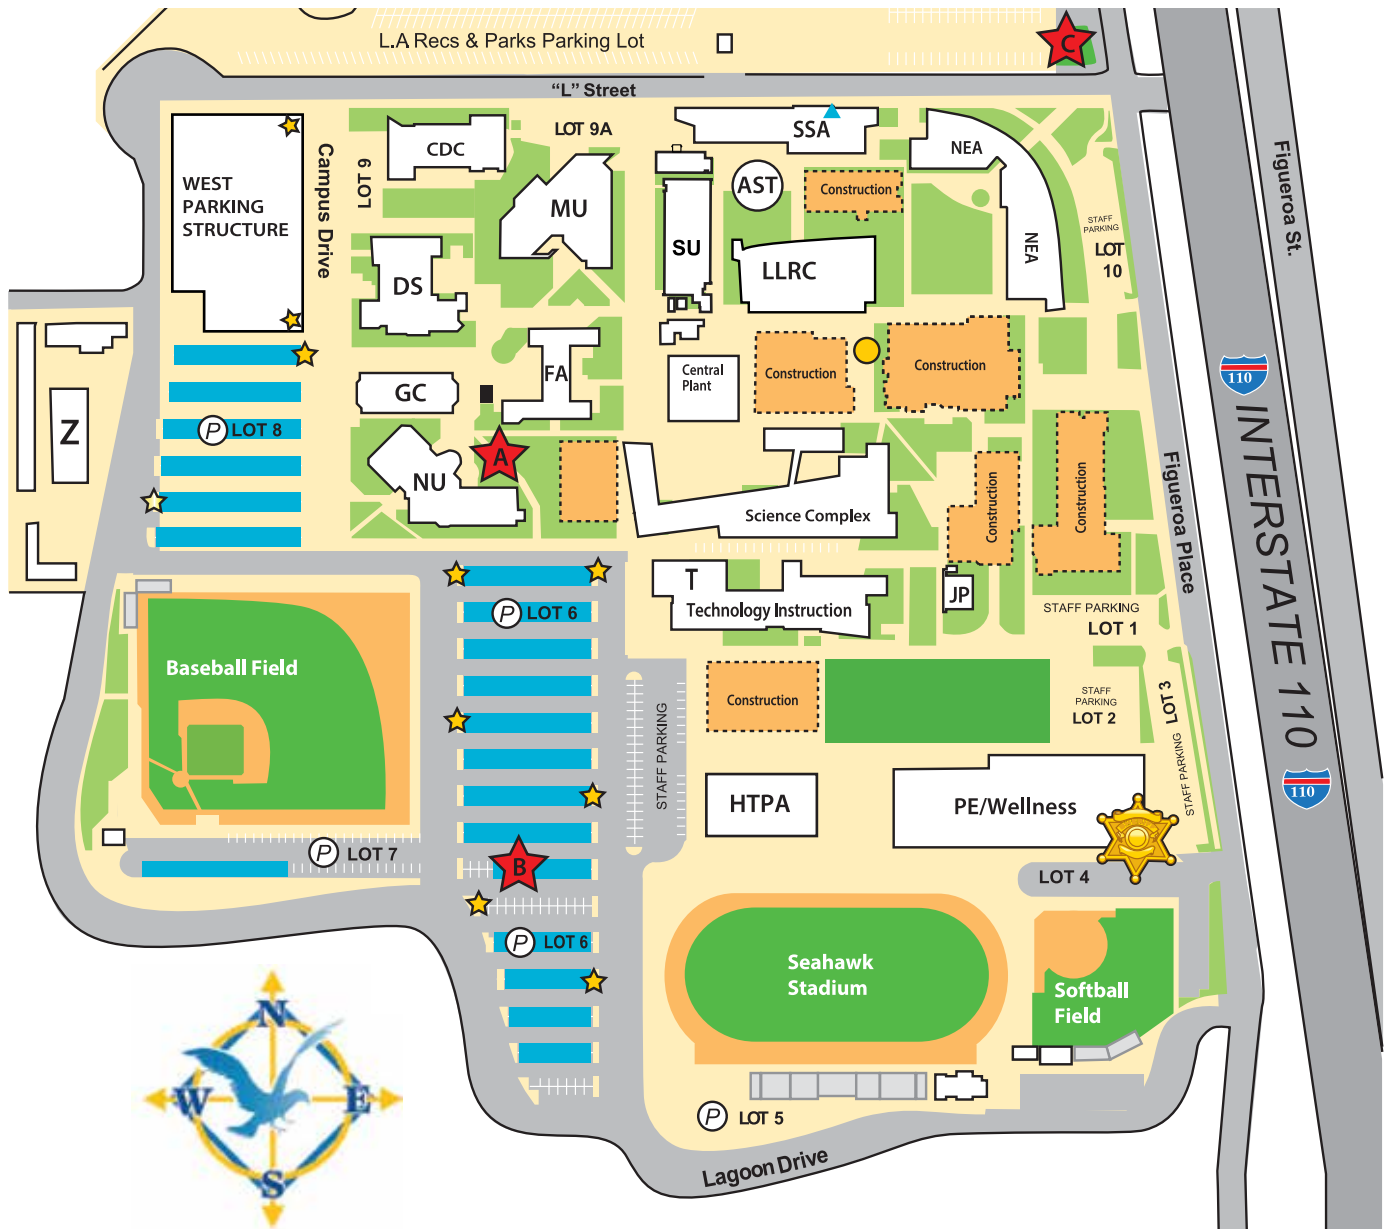 L.A Recs & Parks Parking Lot
C
"L" Street
WEST
PARKING
STRUCTURE
Campus Drive
LOT 9
CDC
LOT 9A
MU
SSA
AST
Construction
NEA
NEA
STAFF
PARKING
LOT
10
Figueroa St.
DS
SU
LLRC
FA
GC
Central
Plant
Construction
Construction
110
INTERSTATE 110
Z
P LOT 8
A
NU
Science Complex
Construction
Construction
Figueroa Place
T
Technology Instruction
JP
STAFF PARKING
LOT 1
P LOT 6
Baseball Field
STAFF PARKING
Construction
STAFF
PARKING
LOT 2
LOT 3
STAFF PARKING
110
HTPA
PE/Wellness
P LOT 7
B
LOT 4
P LOT 6
Seahawk
Stadium
Softball
Field
N
W
E
S
P LOT 5
Lagoon Drive